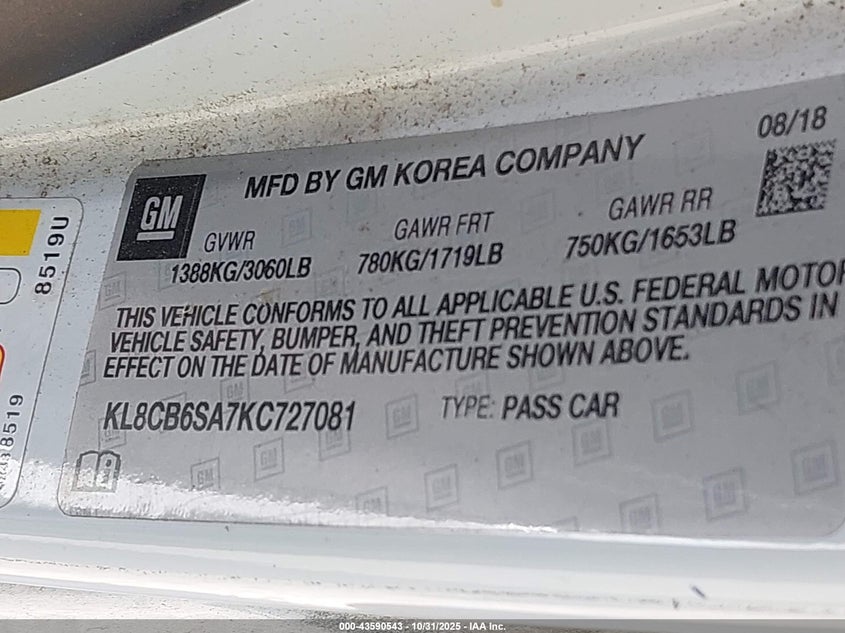 08/18
GM
MFD BY GM KOREA COMPANY
GVWR GAWR FRT GAWR RR
1388KG/3060LB 780KG/1719LB 750KG/1653LB
THIS VEHICLE CONFORMS TO ALL APPLICABLE U.S. FEDERAL MOTOR
VEHICLE SAFETY, BUMPER, AND THEFT PREVENTION STANDARDS IN
EFFECT ON THE DATE OF MANUFACTURE SHOWN ABOVE.
KL8CB6SA7KC727081 TYPE: PASS CAR
8519U
8519
000-43590543 - 10/31/2025 - IAA Inc.